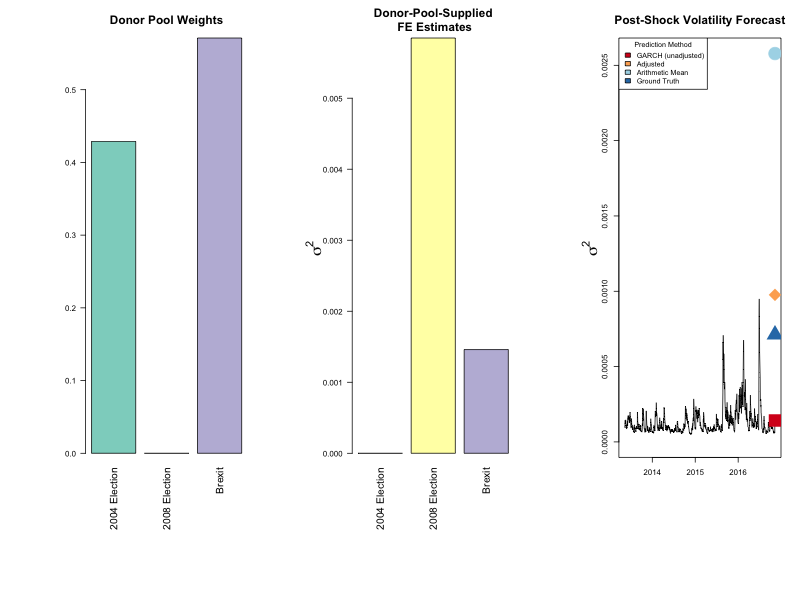 Donor Pool Weights
0.5
0.4
0.3
0.2
0.1
0.0
2004 Election
2008 Election
Brexit
Donor-Pool-Supplied
FE Estimates
σ2
0.005
0.004
0.003
0.002
0.001
0.000
2004 Election
2008 Election
Brexit
Post-Shock Volatility Forecast
Prediction Method
GARCH (unadjusted)
Adjusted
Arithmetic Mean
Ground Truth
σ2
0.0025
0.0020
0.0015
0.0010
0.0005
0.0000
2014 2015 2016